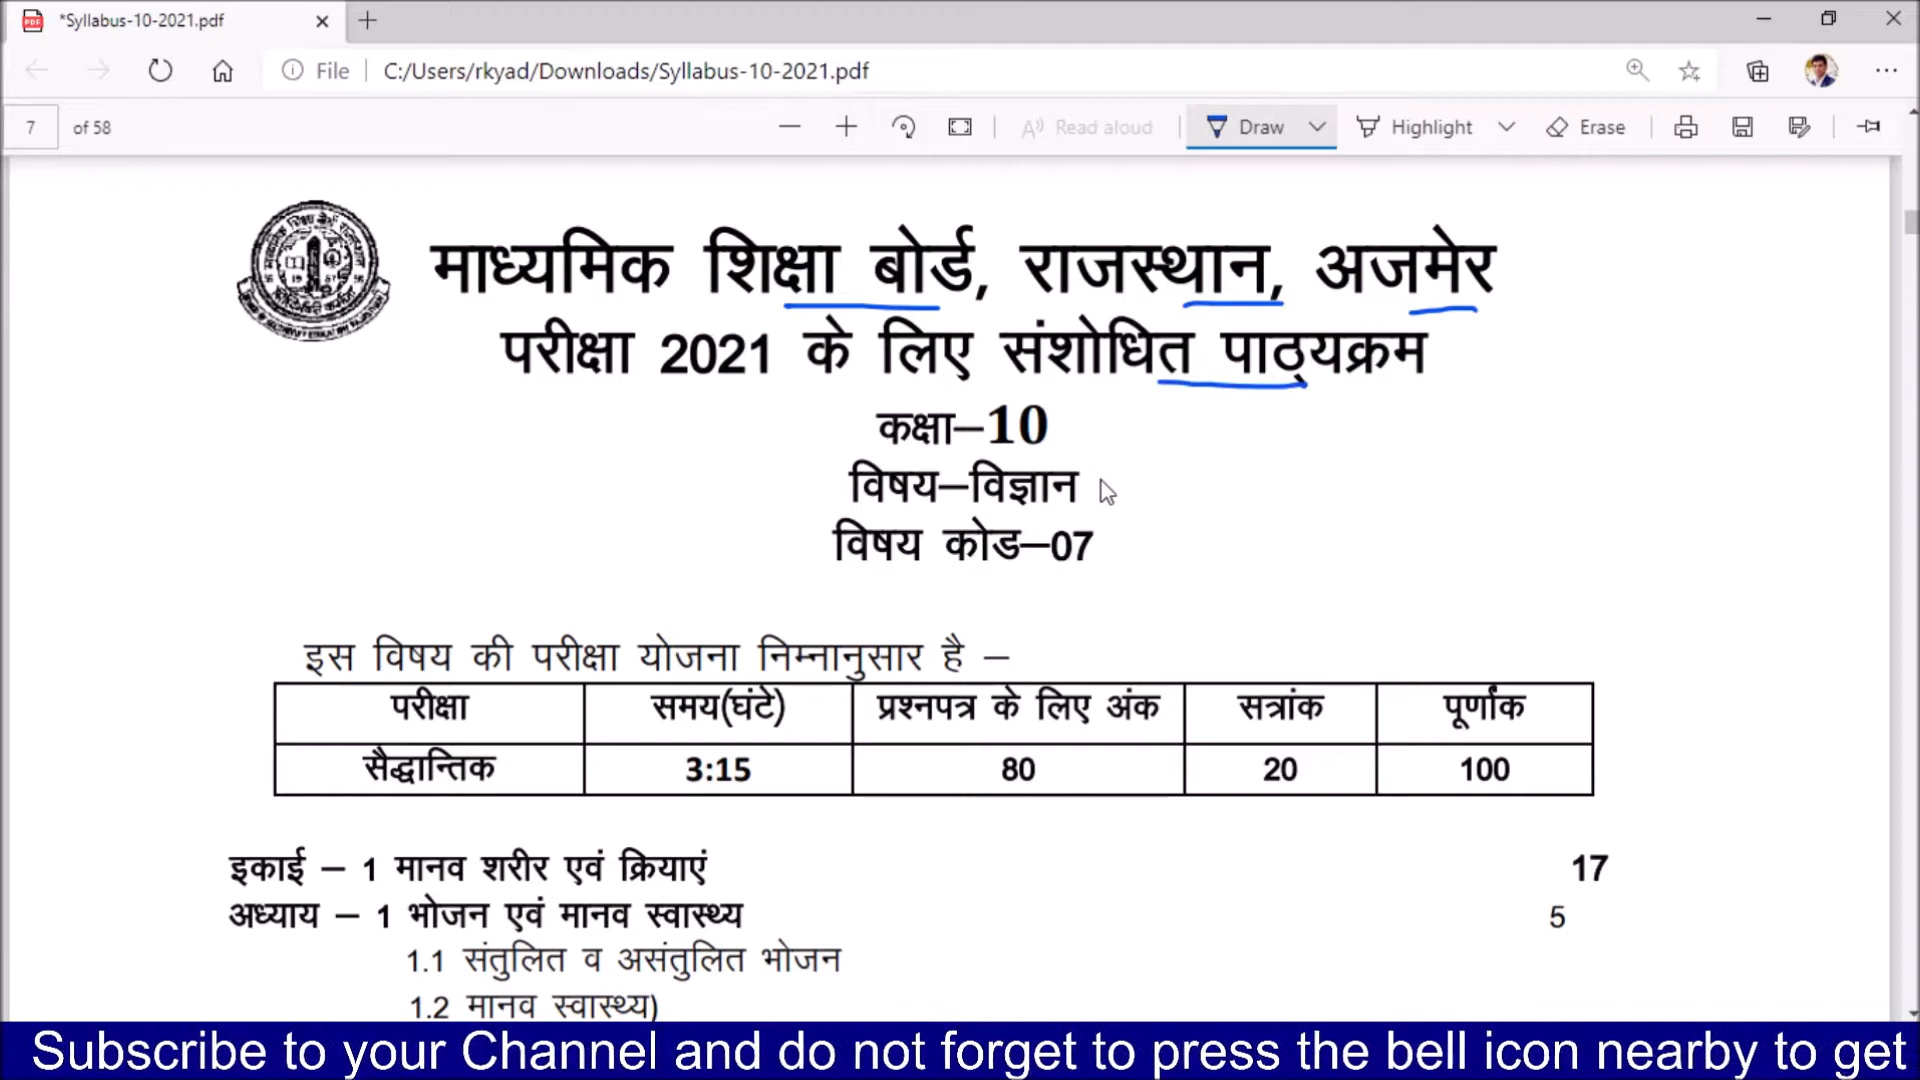 *Syllabus-10-2021.pdf
File C:/Users/rkyad/Downloads/Syllabus-10-2021.pdf
7 of 58 Read aloud Draw Highlight Erase
माध्यमिक शिक्षा बोर्ड, राजस्थान, अजमेर
परीक्षा 2021 के लिए संशोधित पाठ्यक्रम
कक्षा–10
विषय–विज्ञान
विषय कोड–07
इस विषय की परीक्षा योजना निम्नानुसार है –
परीक्षा समय(घंटे) प्रश्नपत्र के लिए अंक सत्रांक पूर्णांक
सैद्धान्तिक 3:15 80 20 100
इकाई – 1 मानव शरीर एवं क्रियाएं 17
अध्याय – 1 भोजन एवं मानव स्वास्थ्य 5
1.1 संतुलित व असंतुलित भोजन
1.2 मानव स्वास्थ्य)
Subscribe to your Channel and do not forget to press the bell icon nearby to get